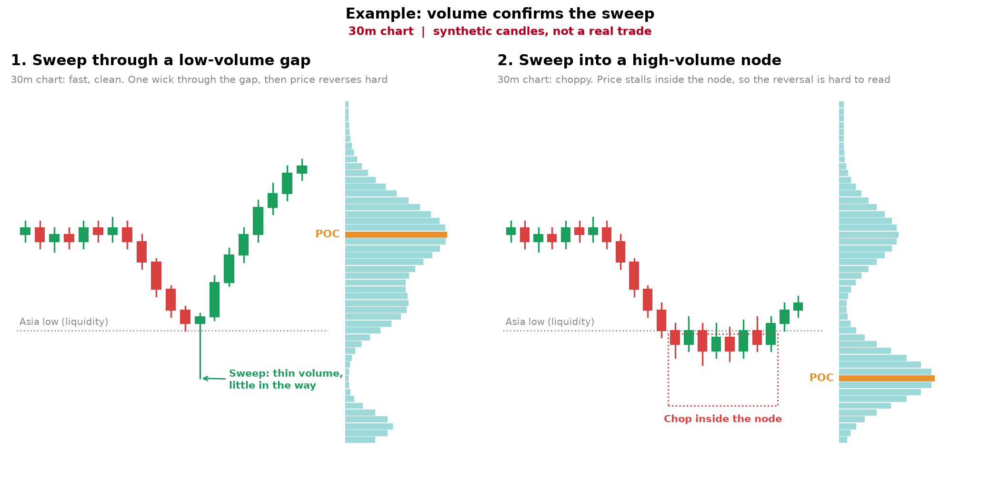 Example: volume confirms the sweep
30m chart | synthetic candles, not a real trade
1. Sweep through a low-volume gap
30m chart: fast, clean. One wick through the gap, then price reverses hard
POC
Asia low (liquidity)
Sweep: thin volume,
little in the way
2. Sweep into a high-volume node
30m chart: choppy. Price stalls inside the node, so the reversal is hard to read
Asia low (liquidity)
POC
Chop inside the node